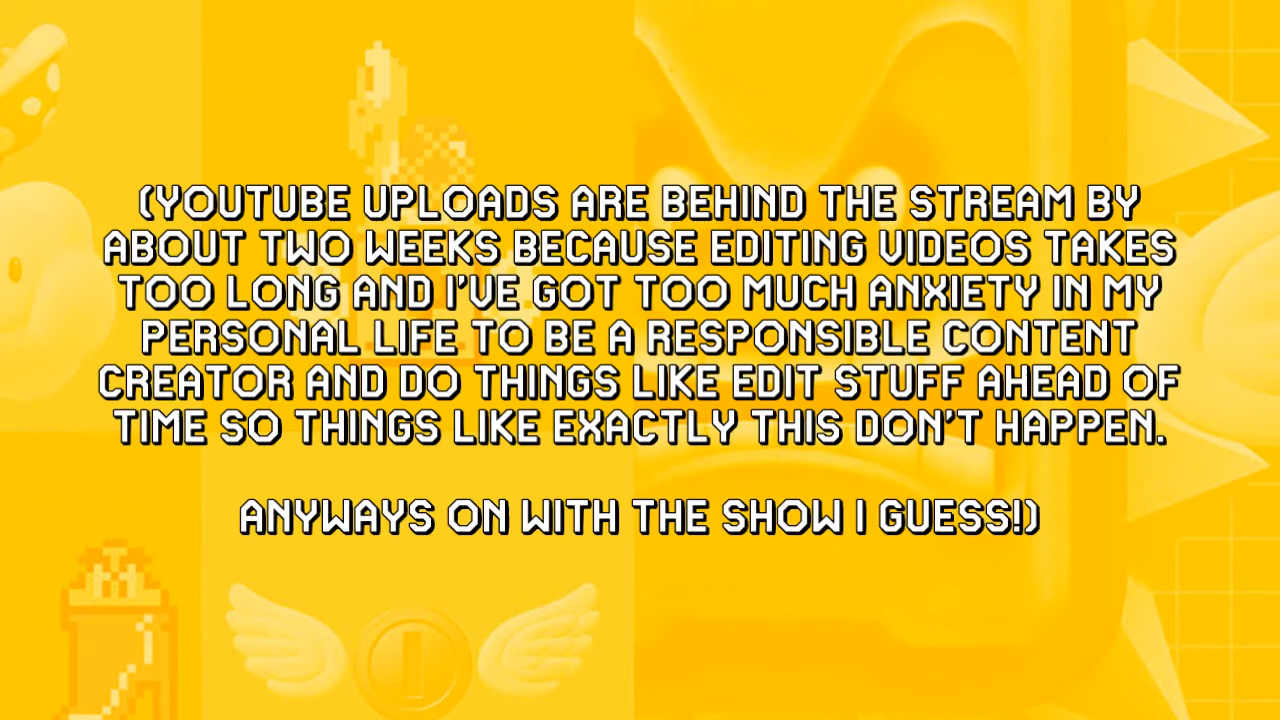 (YOUTUBE UPLOADS ARE BEHIND THE STREAM BY
ABOUT TWO WEEKS BECAUSE EDITING VIDEOS TAKES
TOO LONG AND I'VE GOT TOO MUCH ANXIETY IN MY
PERSONAL LIFE TO BE A RESPONSIBLE CONTENT
CREATOR AND DO THINGS LIKE EDIT STUFF AHEAD OF
TIME SO THINGS LIKE EXACTLY THIS DON'T HAPPEN.
ANYWAYS ON WITH THE SHOW I GUESS!)